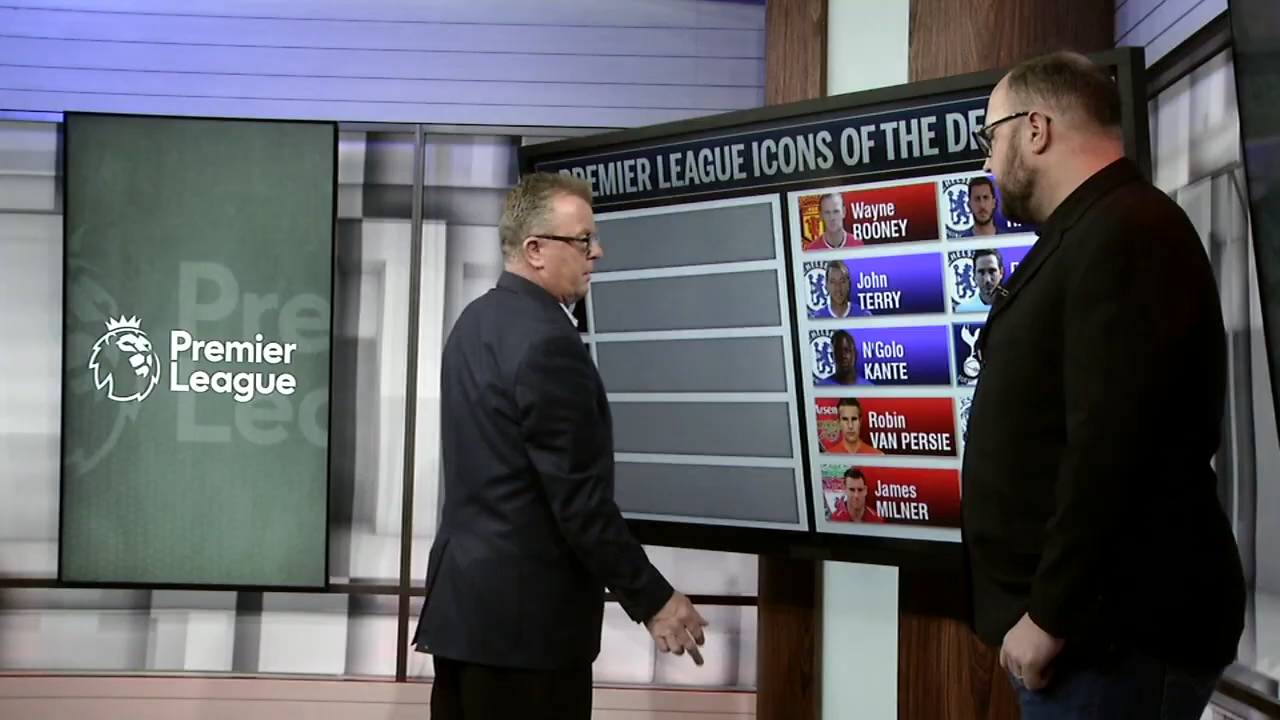 Premier
League
PREMIER LEAGUE ICONS OF THE DE
Wayne
ROONEY
John
TERRY
N'Golo
KANTE
Arsen
Robin
VAN PERSIE
James
MILNER